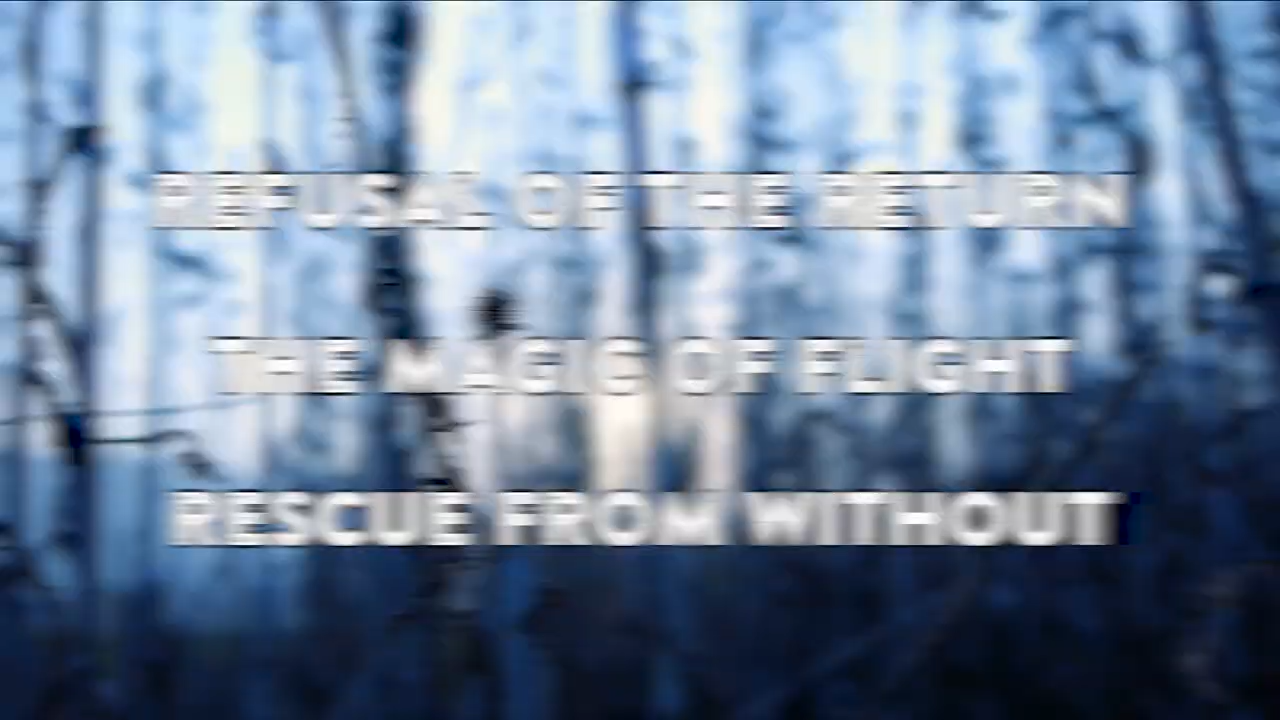 REFUSAL OF THE RETURN
THE MAGIC OF FLIGHT
RESCUE FROM WITHOUT